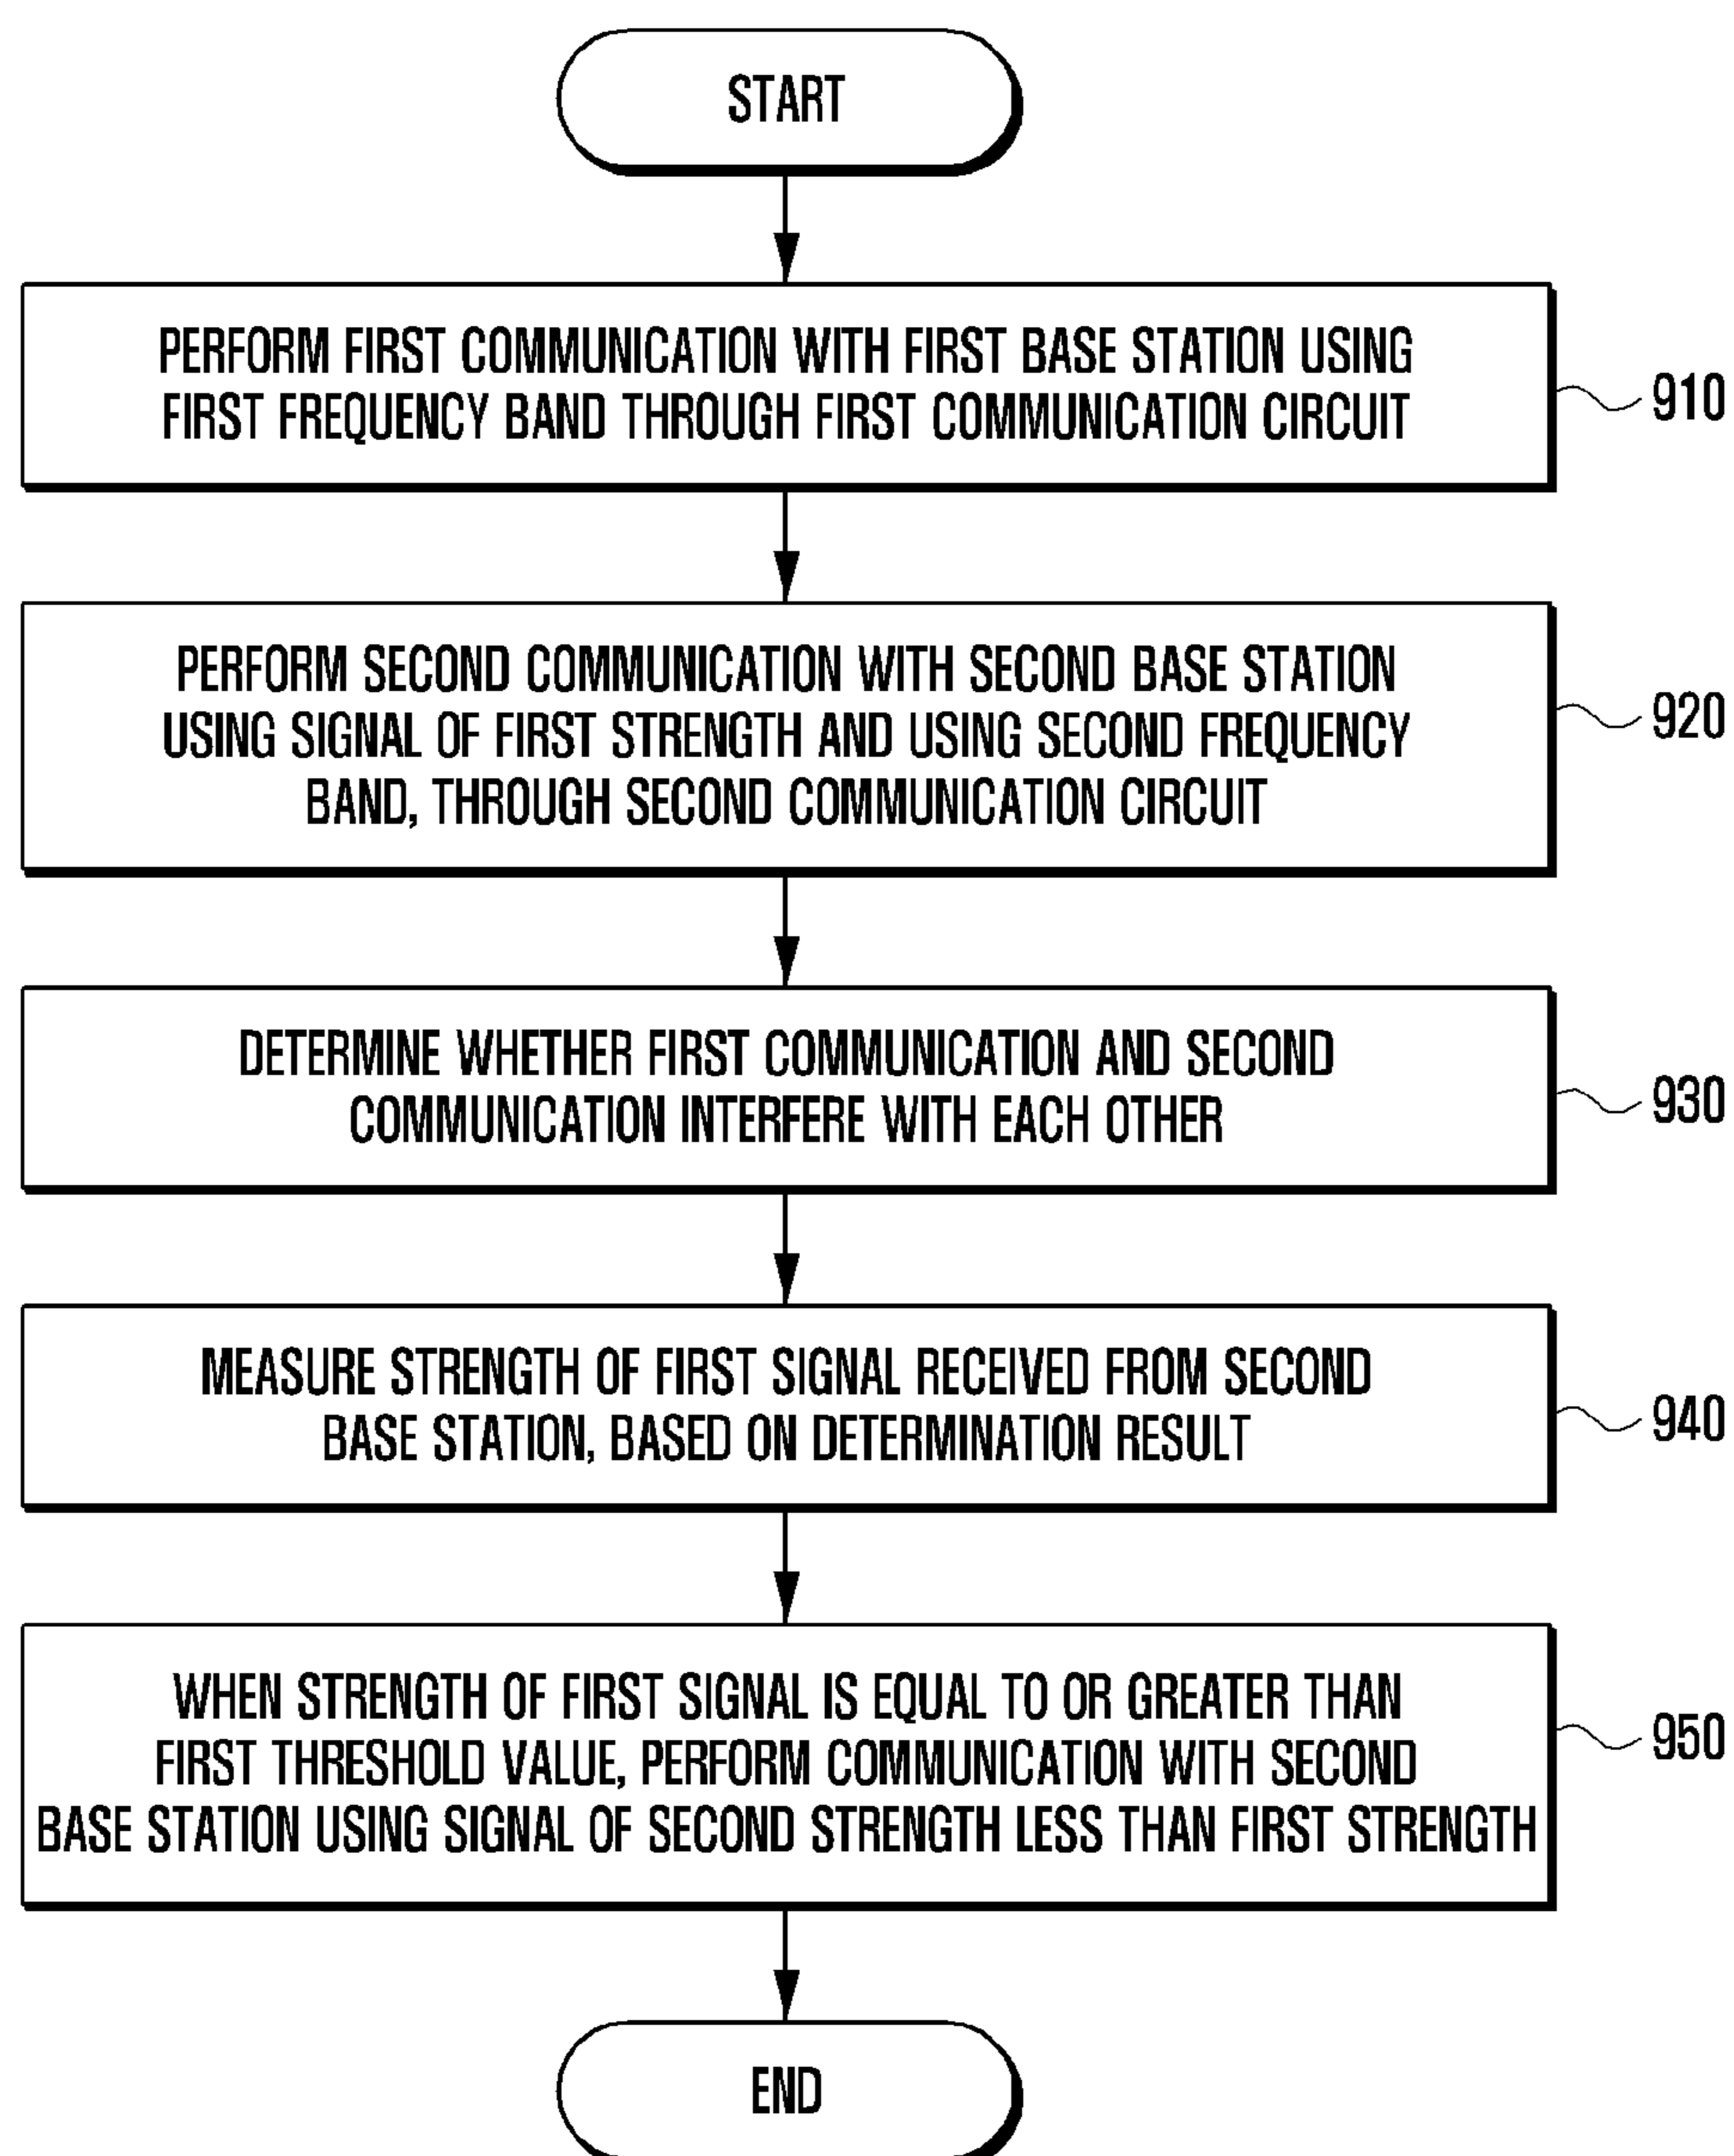 START
PERFORM FIRST COMMUNICATION WITH FIRST BASE STATION USING
FIRST FREQUENCY BAND THROUGH FIRST COMMUNICATION CIRCUIT
910
PERFORM SECOND COMMUNICATION WITH SECOND BASE STATION
USING SIGNAL OF FIRST STRENGTH AND USING SECOND FREQUENCY
BAND, THROUGH SECOND COMMUNICATION CIRCUIT
920
DETERMINE WHETHER FIRST COMMUNICATION AND SECOND
COMMUNICATION INTERFERE WITH EACH OTHER
930
MEASURE STRENGTH OF FIRST SIGNAL RECEIVED FROM SECOND
BASE STATION, BASED ON DETERMINATION RESULT
940
WHEN STRENGTH OF FIRST SIGNAL IS EQUAL TO OR GREATER THAN
FIRST THRESHOLD VALUE, PERFORM COMMUNICATION WITH SECOND
BASE STATION USING SIGNAL OF SECOND STRENGTH LESS THAN FIRST STRENGTH
950
END